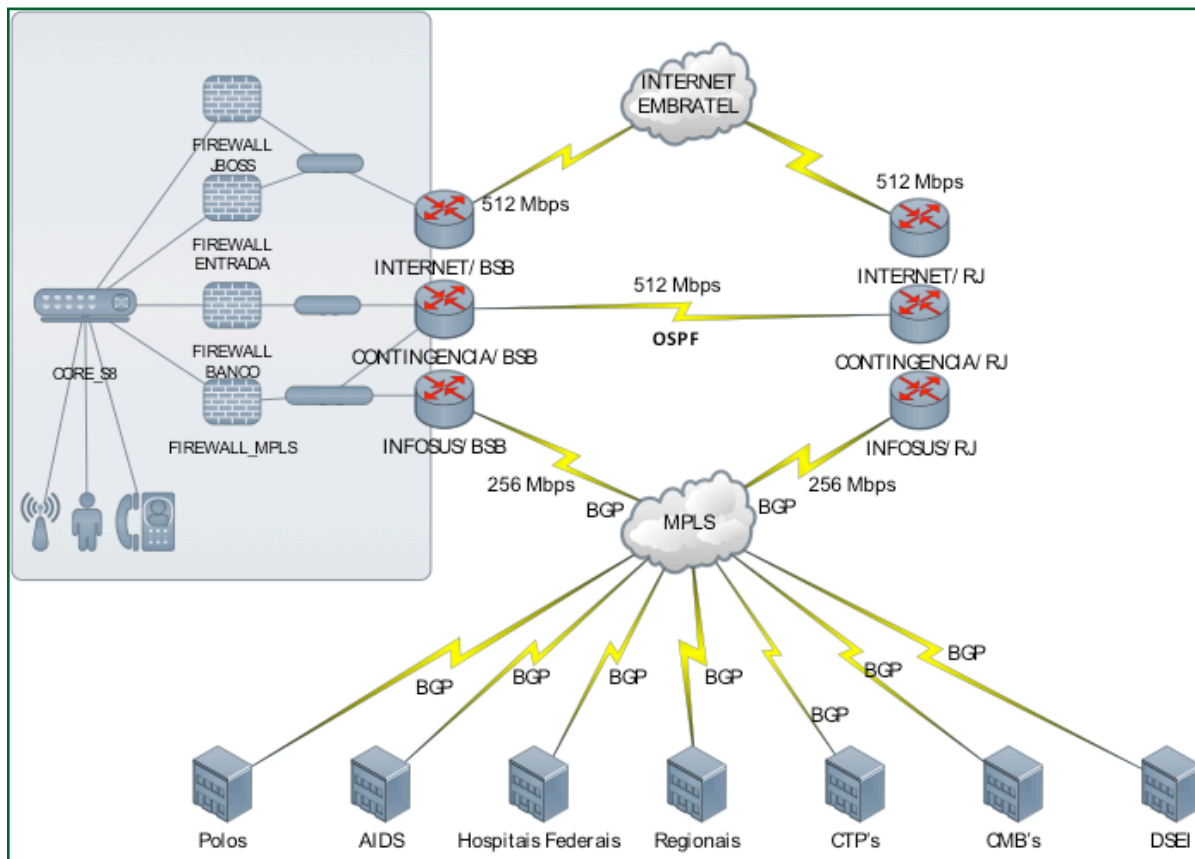 INTERNET
EMBRATEL
FIREWALL
JBOSS
512 Mbps
512 Mbps
FIREWALL
ENTRADA
INTERNET/ BSB
INTERNET/ RJ
512 Mbps
OSPF
FIREWALL
BANCO
CORE_S8
CONTINGENCIA/ BSB
CONTINGENCIA/ RJ
FIREWALL_MPLS
INFOSUS/ BSB
INFOSUS/ RJ
256 Mbps
256 Mbps
BGP
BGP
MPLS
BGP
BGP
BGP
BGP
BGP
BGP
BGP
Polos
AIDS
Hospitais Federais
Regionais
CTP's
CMB's
DSEI